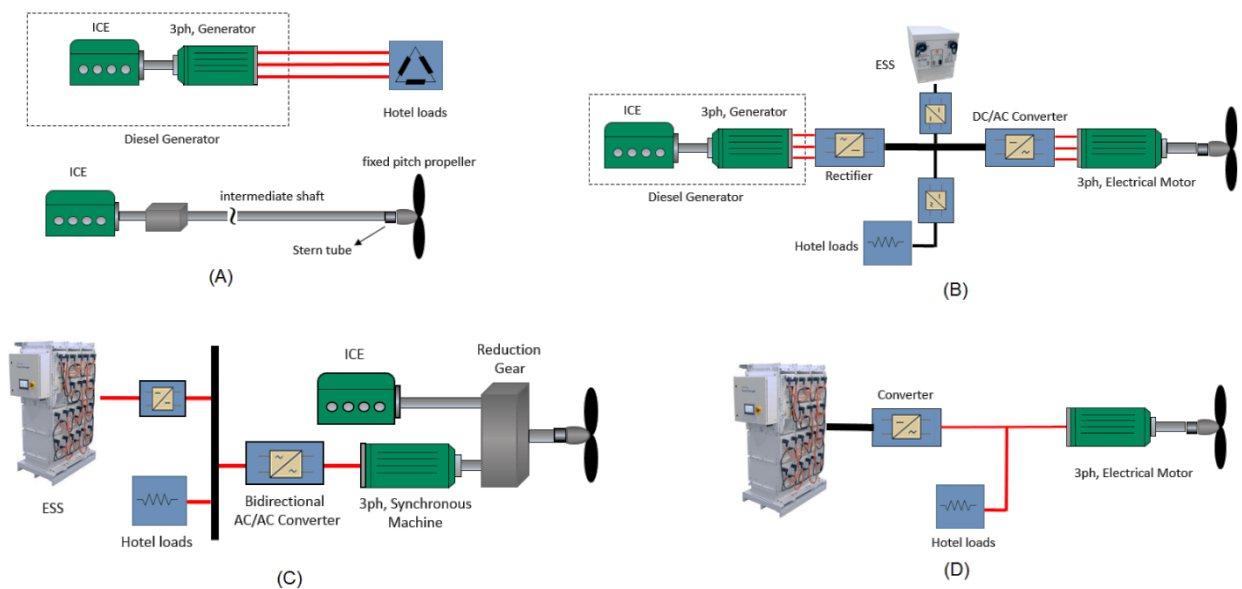 ICE
3ph, Generator
Hotel loads
Diesel Generator
fixed pitch propeller
ICE
intermediate shaft
Stern tube
(A)
ESS
ICE
3ph, Generator
DC/AC Converter
Rectifier
3ph, Electrical Motor
Diesel Generator
Hotel loads
(B)
Reduction
Gear
ICE
ESS
Bidirectional
AC/AC Converter
3ph, Synchronous
Machine
Hotel loads
(C)
Converter
3ph, Electrical Motor
Hotel loads
(D)